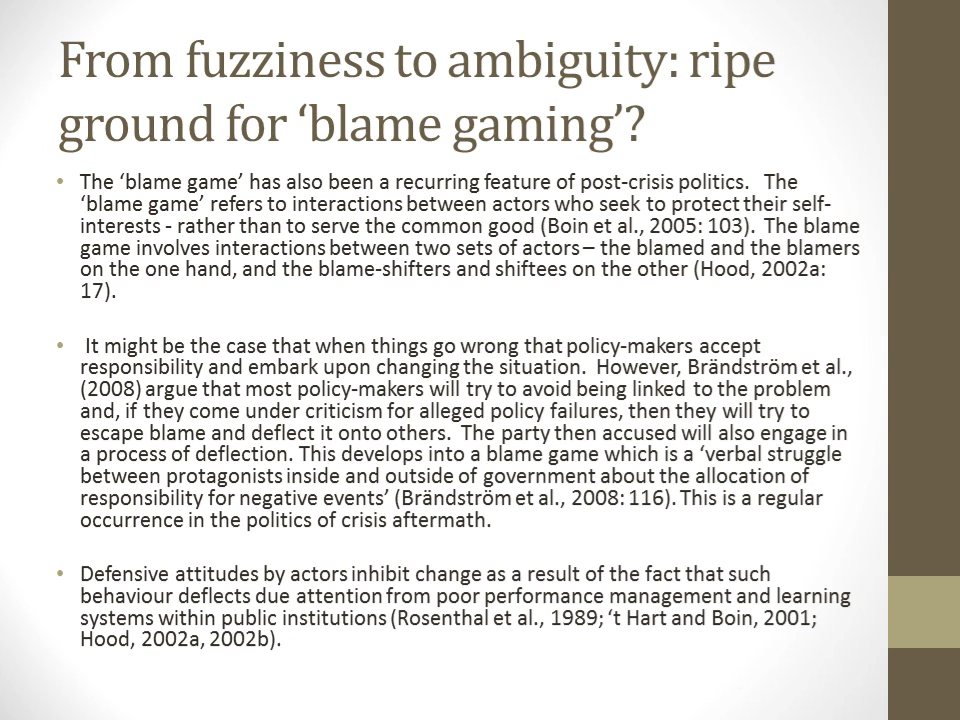 From fuzziness to ambiguity: ripe
ground for ‘blame gaming’?
• The ‘blame game’ has also been a recurring feature of post-crisis politics. The
‘blame game’ refers to interactions between actors who seek to protect their self-
interests - rather than to serve the common good (Boin et al., 2005: 103). The blame
game involves interactions between two sets of actors – the blamed and the blamers
on the one hand, and the blame-shifters and shiftees on the other (Hood, 2002a:
17).
• It might be the case that when things go wrong that policy-makers accept
responsibility and embark upon changing the situation. However, Brändström et al.,
(2008) argue that most policy-makers will try to avoid being linked to the problem
and, if they come under criticism for alleged policy failures, then they will try to
escape blame and deflect it onto others. The party then accused will also engage in
a process of deflection. This develops into a blame game which is a ‘verbal struggle
between protagonists inside and outside of government about the allocation of
responsibility for negative events’ (Brändström et al., 2008: 116). This is a regular
occurrence in the politics of crisis aftermath.
• Defensive attitudes by actors inhibit change as a result of the fact that such
behaviour deflects due attention from poor performance management and learning
systems within public institutions (Rosenthal et al., 1989; ‘t Hart and Boin, 2001;
Hood, 2002a, 2002b).